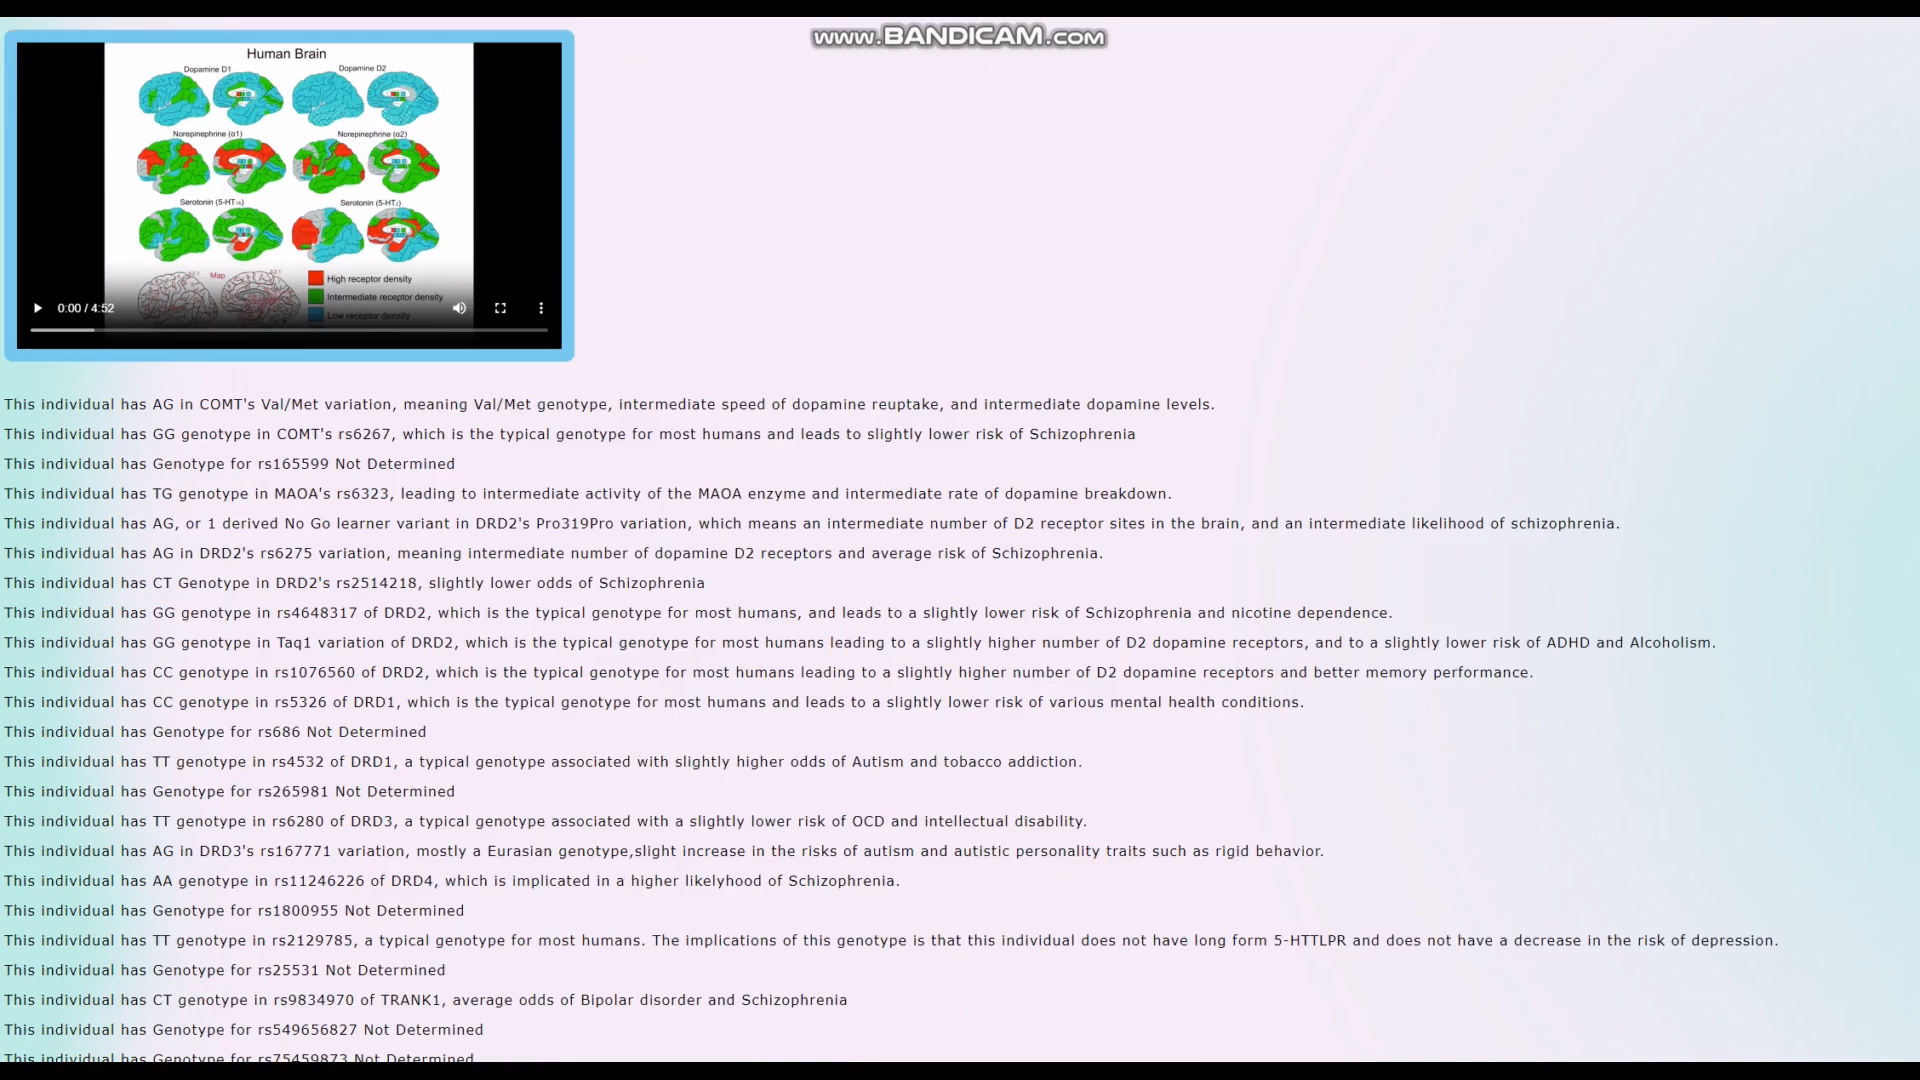 www.BANDICAM.com
Human Brain
Dopamine D1
Dopamine D2
Norepinephrine (α1)
Norepinephrine (α2)
Serotonin (5-HT1A)
Serotonin (5-HT2)
Map
High receptor density
Intermediate receptor density
Low receptor density
0:00 / 4:52
This individual has AG in COMT's Val/Met variation, meaning Val/Met genotype, intermediate speed of dopamine reuptake, and intermediate dopamine levels.
This individual has GG genotype in COMT's rs6267, which is the typical genotype for most humans and leads to slightly lower risk of Schizophrenia
This individual has Genotype for rs165599 Not Determined
This individual has TG genotype in MAOA's rs6323, leading to intermediate activity of the MAOA enzyme and intermediate rate of dopamine breakdown.
This individual has AG, or 1 derived No Go learner variant in DRD2's Pro319Pro variation, which means an intermediate number of D2 receptor sites in the brain, and an intermediate likelihood of schizophrenia.
This individual has AG in DRD2's rs6275 variation, meaning intermediate number of dopamine D2 receptors and average risk of Schizophrenia.
This individual has CT Genotype in DRD2's rs2514218, slightly lower odds of Schizophrenia
This individual has GG genotype in rs4648317 of DRD2, which is the typical genotype for most humans, and leads to a slightly lower risk of Schizophrenia and nicotine dependence.
This individual has GG genotype in Taq1 variation of DRD2, which is the typical genotype for most humans leading to a slightly higher number of D2 dopamine receptors, and to a slightly lower risk of ADHD and Alcoholism.
This individual has CC genotype in rs1076560 of DRD2, which is the typical genotype for most humans leading to a slightly higher number of D2 dopamine receptors and better memory performance.
This individual has CC genotype in rs5326 of DRD1, which is the typical genotype for most humans and leads to a slightly lower risk of various mental health conditions.
This individual has Genotype for rs686 Not Determined
This individual has TT genotype in rs4532 of DRD1, a typical genotype associated with slightly higher odds of Autism and tobacco addiction.
This individual has Genotype for rs265981 Not Determined
This individual has TT genotype in rs6280 of DRD3, a typical genotype associated with a slightly lower risk of OCD and intellectual disability.
This individual has AG in DRD3's rs167771 variation, mostly a Eurasian genotype,slight increase in the risks of autism and autistic personality traits such as rigid behavior.
This individual has AA genotype in rs11246226 of DRD4, which is implicated in a higher likelyhood of Schizophrenia.
This individual has Genotype for rs1800955 Not Determined
This individual has TT genotype in rs2129785, a typical genotype for most humans. The implications of this genotype is that this individual does not have long form 5-HTTLPR and does not have a decrease in the risk of depression.
This individual has Genotype for rs25531 Not Determined
This individual has CT genotype in rs9834970 of TRANK1, average odds of Bipolar disorder and Schizophrenia
This individual has Genotype for rs549656827 Not Determined
This individual has Genotype for rs75459873 Not Determined